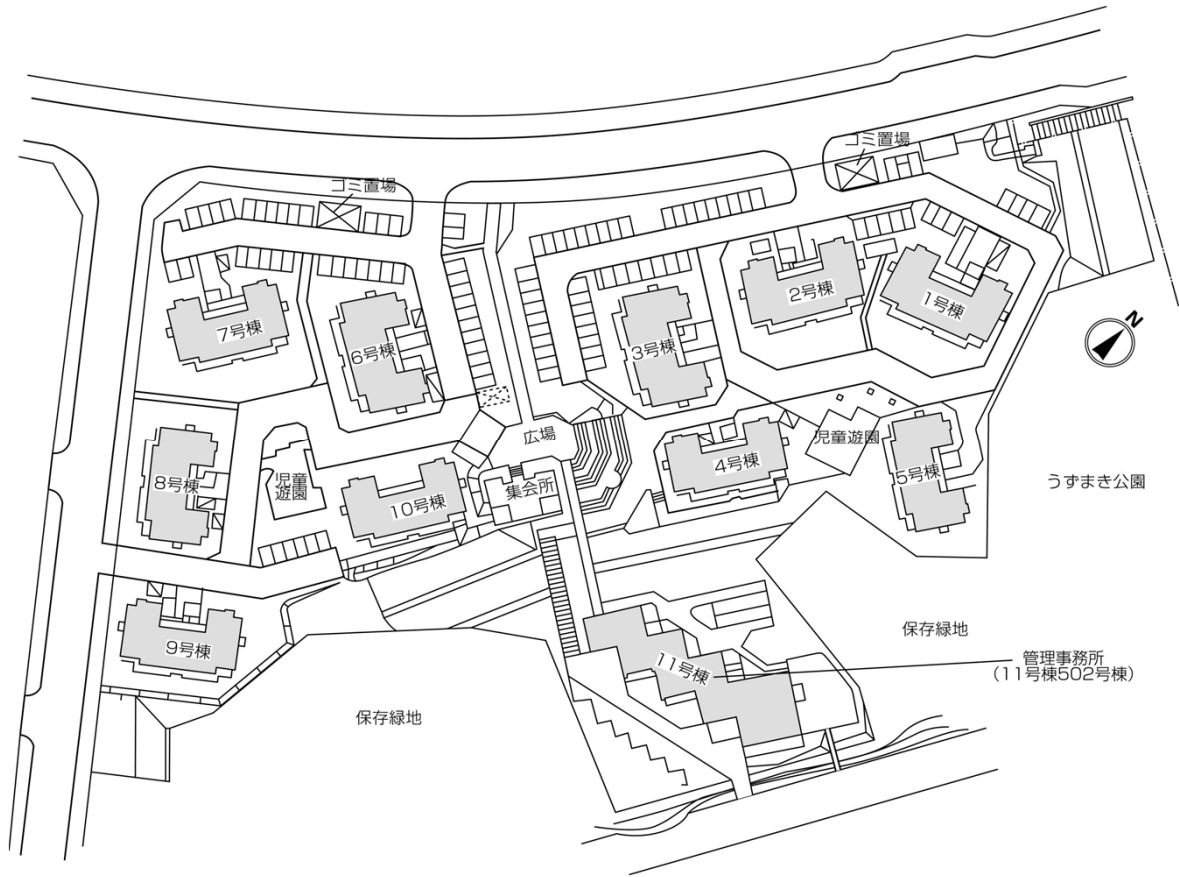 ゴミ置場
ゴミ置場
N
7号棟
6号棟
3号棟
2号棟
1号棟
8号棟
児童
遊園
10号棟
集会所
広場
4号棟
児童遊園
5号棟
うずまき公園
9号棟
保存緑地
11号棟
保存緑地
管理事務所
(11号棟502号棟)